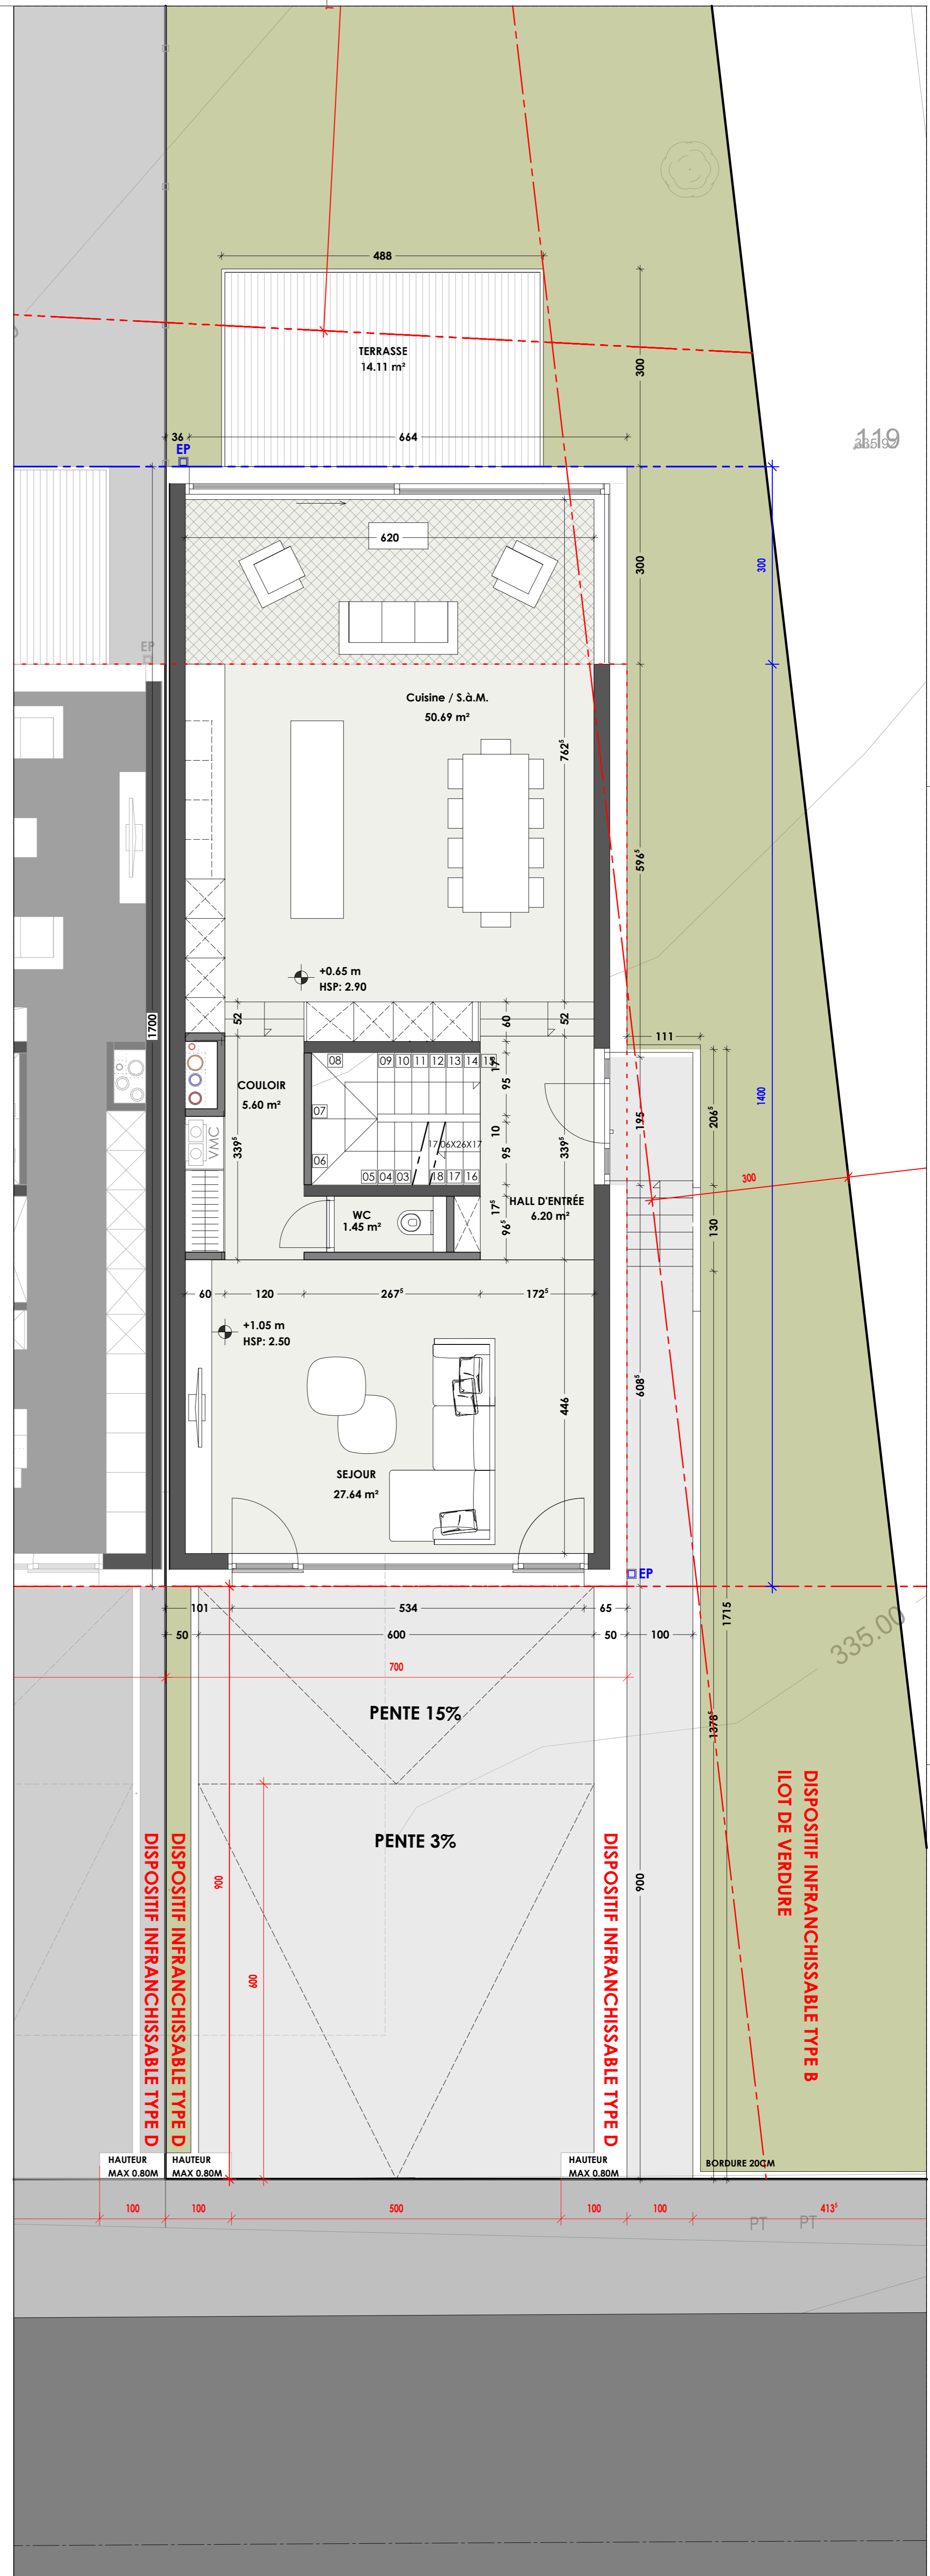 488
TERRASSE
14.11 m²
300
119
335.92
36
664
EP
620
300
300
EP
Cuisine / S.à.M.
50.69 m²
762⁵
596⁵
+0.65 m
HSP: 2.90
1700
52
60
52
111
08
09 10 11 12 13 14 15
17⁵
COULOIR
5.60 m²
95
07
195
206⁵
1400
VMC
339⁵
10
17.06X26X17
339⁵
95
06
05 04 03
18 17 16
300
HALL D'ENTRÉE
6.20 m²
WC
1.45 m²
17⁵
96⁵
130
60
120
267⁵
172⁵
+1.05 m
HSP: 2.50
608⁵
446
SEJOUR
27.64 m²
EP
101
534
65
1715
335.00
50
600
50
100
700
PENTE 15%
1378⁵
PENTE 3%
900
600
900
DISPOSITIF INFRANCHISSABLE TYPE D
DISPOSITIF INFRANCHISSABLE TYPE D
DISPOSITIF INFRANCHISSABLE TYPE D
DISPOSITIF INFRANCHISSABLE TYPE B
ILOT DE VERDURE
HAUTEUR
MAX 0.80M
HAUTEUR
MAX 0.80M
HAUTEUR
MAX 0.80M
BORDURE 20CM
100
100
500
100
100
413⁵
PT
PT